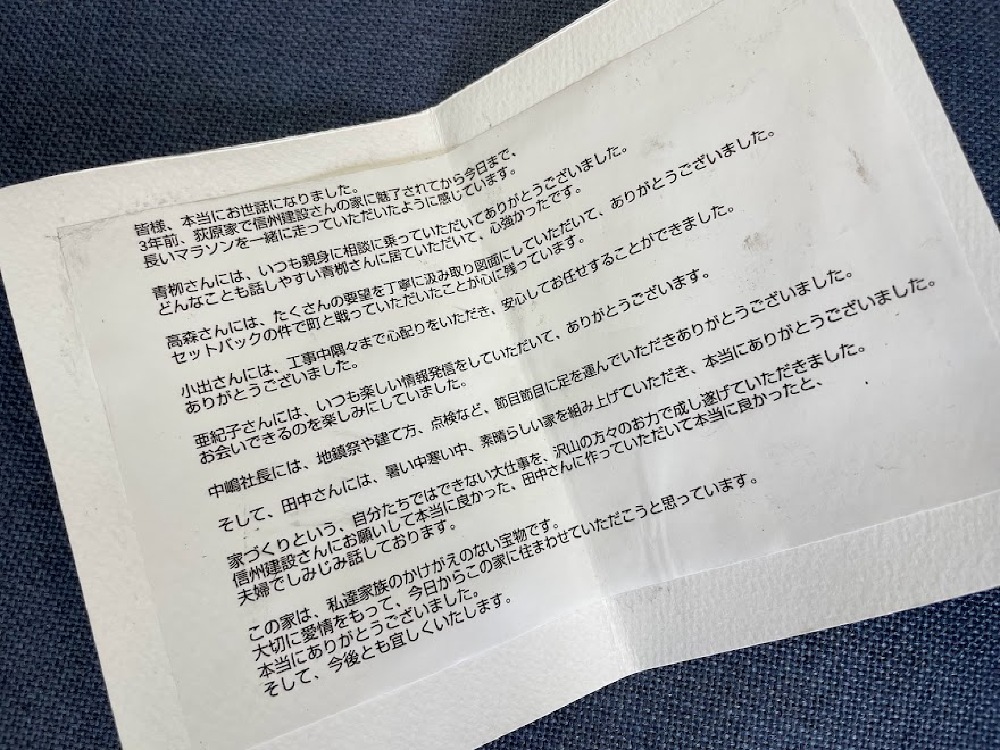 皆様、本当にお世話になりました。
3年前、荻原家で信州建設さんの家に魅了されてから今日まで、
長いマラソンを一緒に走っていただいたように感じています。
青柳さんには、いつも親身に相談に乗っていただいてありがとうございました。
どんなことも話しやすい青柳さんに居ていただいて、心強かったです。
高森さんには、たくさんの要望を丁寧に汲み取り図面にしていただいて、ありがとうございました。
セットバックの件で町と戦っていただいたことが心に残っています。
小出さんには、工事中隅々まで心配りをいただき、安心してお任せすることができました。
ありがとうございました。
亜紀子さんには、いつも楽しい情報発信をしていただいて、ありがとうございます。
お会いできるのを楽しみにしていました。
中嶋社長には、地鎮祭や建て方、点検など、節目節目に足を運んでいただきありがとうございました。
そして、田中さんには、暑い中寒い中、素晴らしい家を組み上げていただき、本当にありがとうございました。
家づくりという、自分たちではできない大仕事を、沢山の方々のお力で成し遂げていただきました。
信州建設さんにお願いして本当に良かった、田中さんに作っていただいて本当に良かったと、
夫婦でしみじみ話しております。
この家は、私達家族のかけがえのない宝物です。
大切に愛情をもって、今日からこの家に住まわせていただこうと思っています。
本当にありがとうございました。
そして、今後とも宜しくいたします。